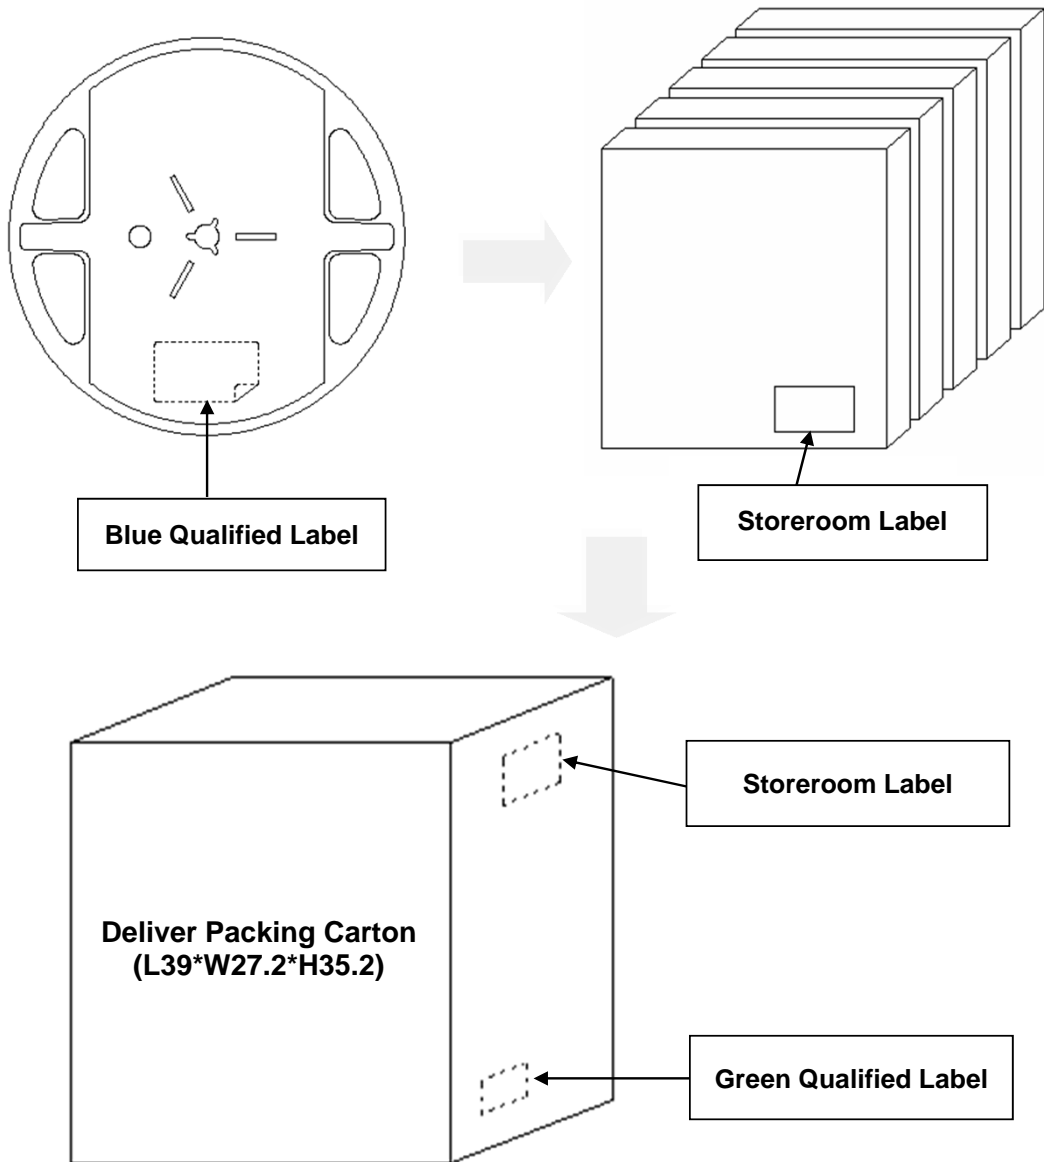 Blue Qualified Label
Storeroom Label
Storeroom Label
Deliver Packing Carton
(L39*W27.2*H35.2)
Green Qualified Label